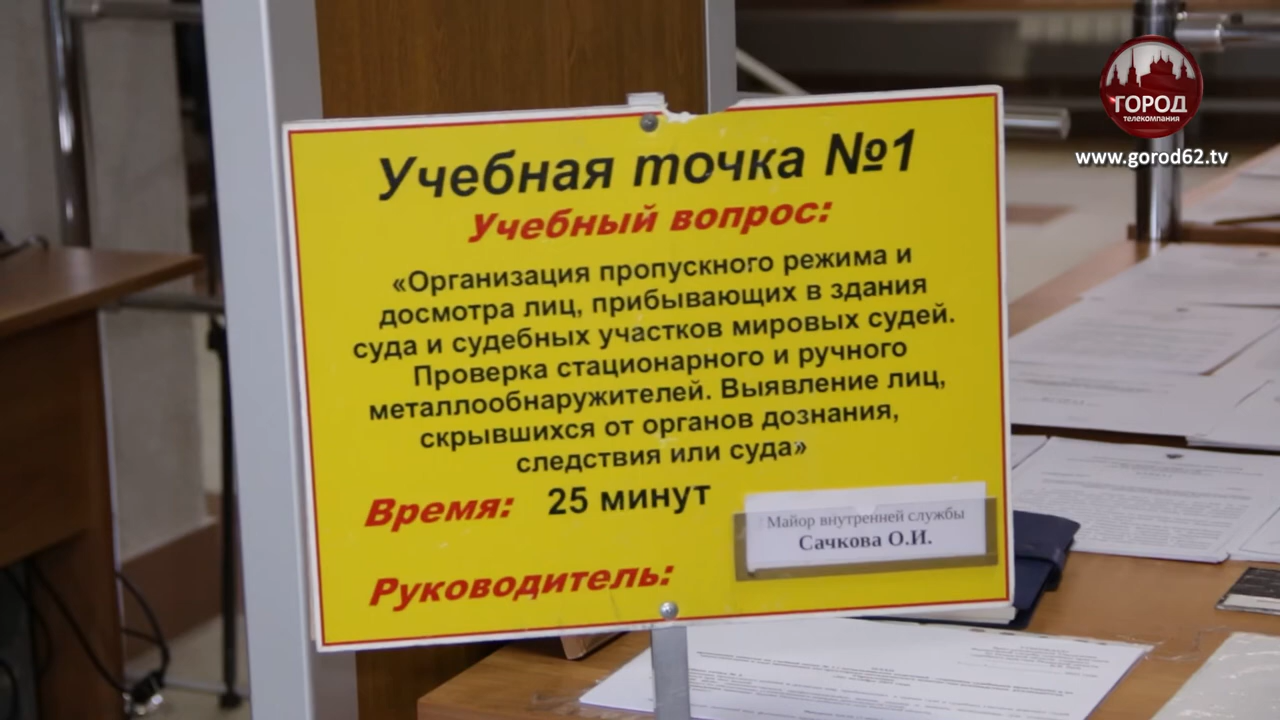 ГОРОД
телекомпания
www.gorod62.tv
Учебная точка №1
Учебный вопрос:
«Организация пропускного режима и
досмотра лиц, прибывающих в здания
суда и судебных участков мировых судей.
Проверка стационарного и ручного
металлообнаружителей. Выявление лиц,
скрывшихся от органов дознания,
следствия или суда»
Время: 25 минут
Майор внутренней службы
Сачкова О.И.
Руководитель: